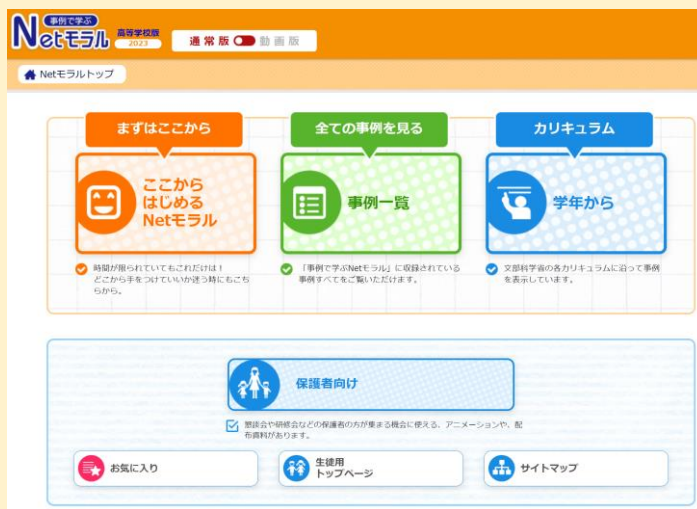 事例で学ぶ
Netモラル
高等学校版
2023
通常版 動画版
Netモラルトップ
まずはここから
ここから
はじめる
Netモラル
時間が限られていてもこれだけは！
どこから手をつけていいか迷う時にもこち
らから。
全ての事例を見る
事例一覧
「事例で学ぶNetモラル」に収録されている
事例すべてをご覧いただけます。
カリキュラム
学年から
文部科学省の各カリキュラムに沿って事例
を表示しています。
保護者向け
懇談会や研修会などの保護者の方が集まる機会に使える、アニメーションや、配
布資料があります。
お気に入り
生徒用
トップページ
サイトマップ